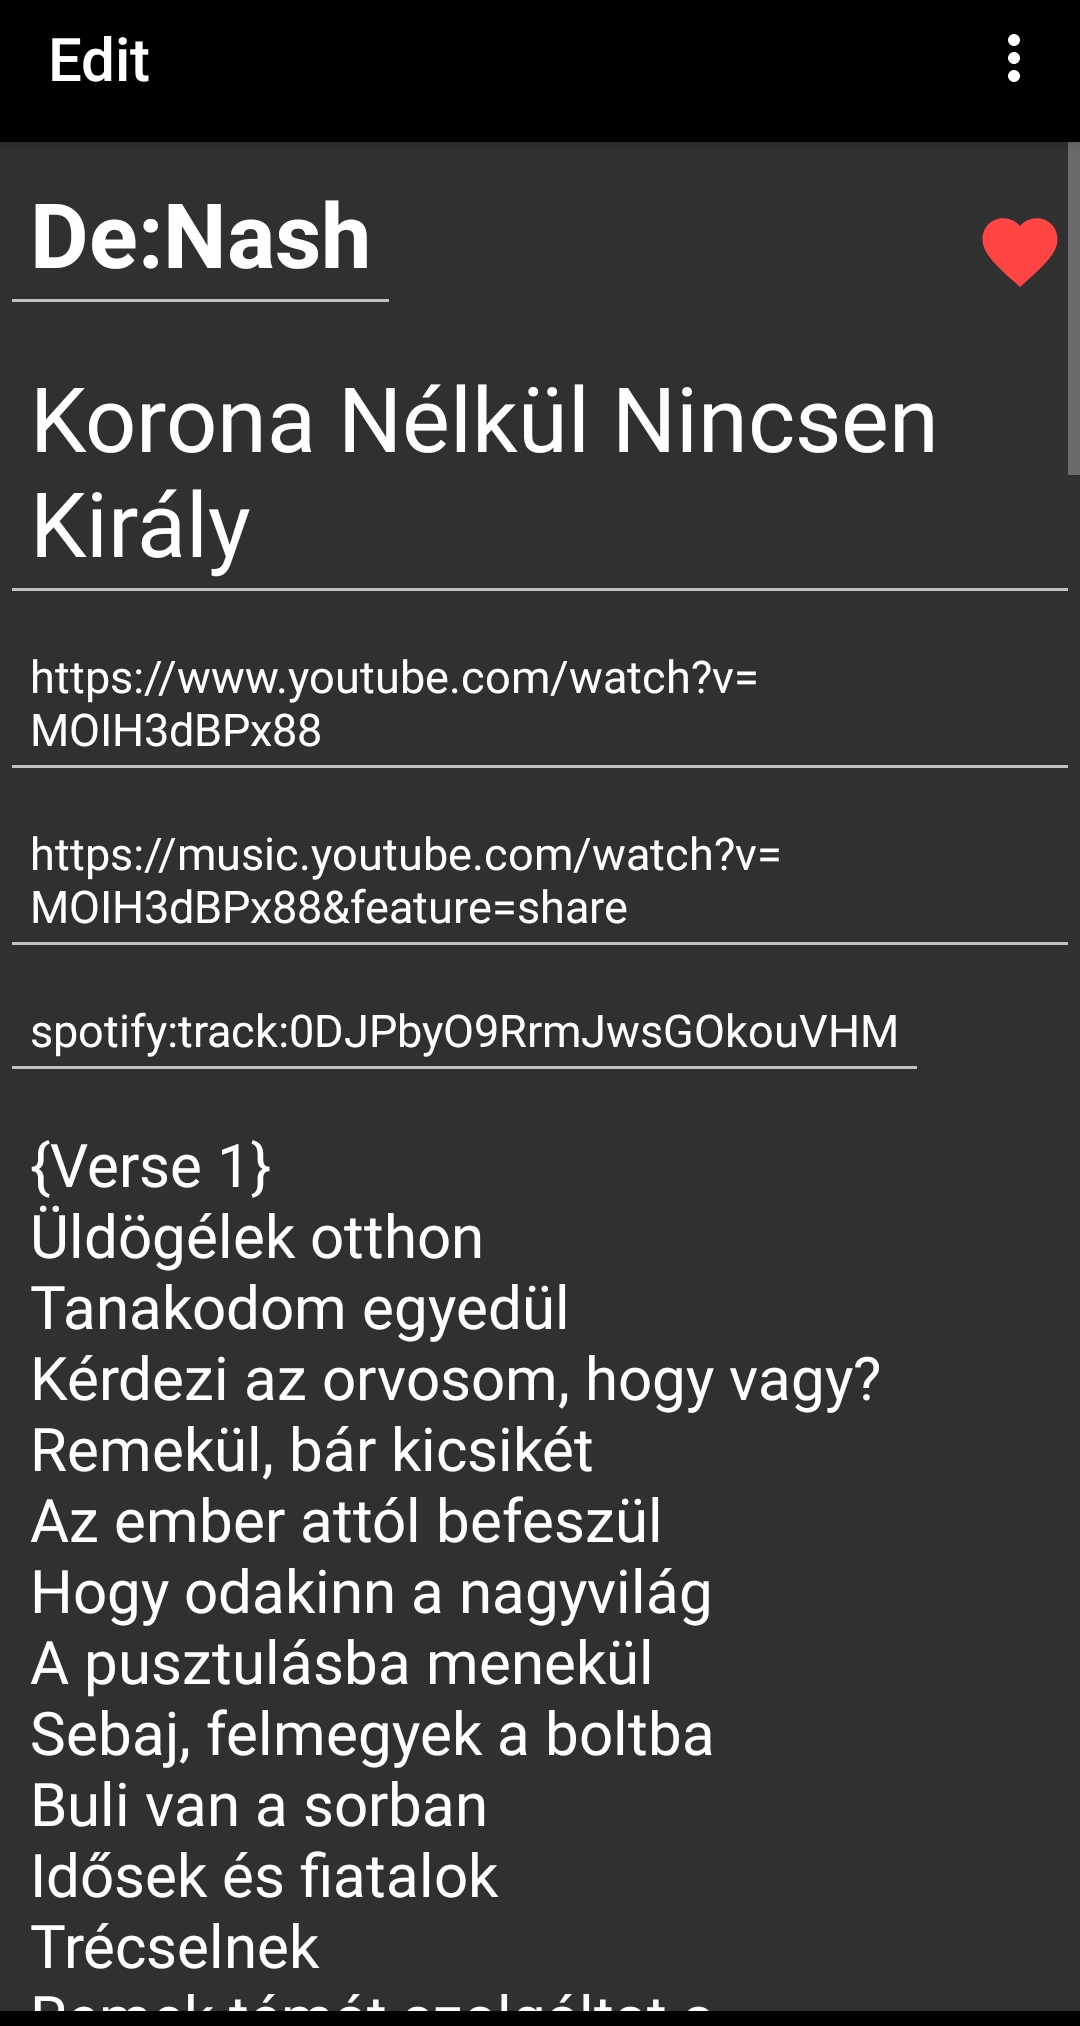 Edit
De:Nash
Korona Nélkül Nincsen
Király
https://www.youtube.com/watch?v=
MOIH3dBPx88
https://music.youtube.com/watch?v=
MOIH3dBPx88&feature=share
spotify:track:0DJPbyO9RrmJwsGOkouVHM
{Verse 1}
Üldögélek otthon
Tanakodom egyedül
Kérdezi az orvosom, hogy vagy?
Remekül, bár kicsikét
Az ember attól befeszül
Hogy odakinn a nagyvilág
A pusztulásba menekül
Sebaj, felmegyek a boltba
Buli van a sorban
Idősek és fiatalok
Trécselnek
Remek témát szolgáltat a